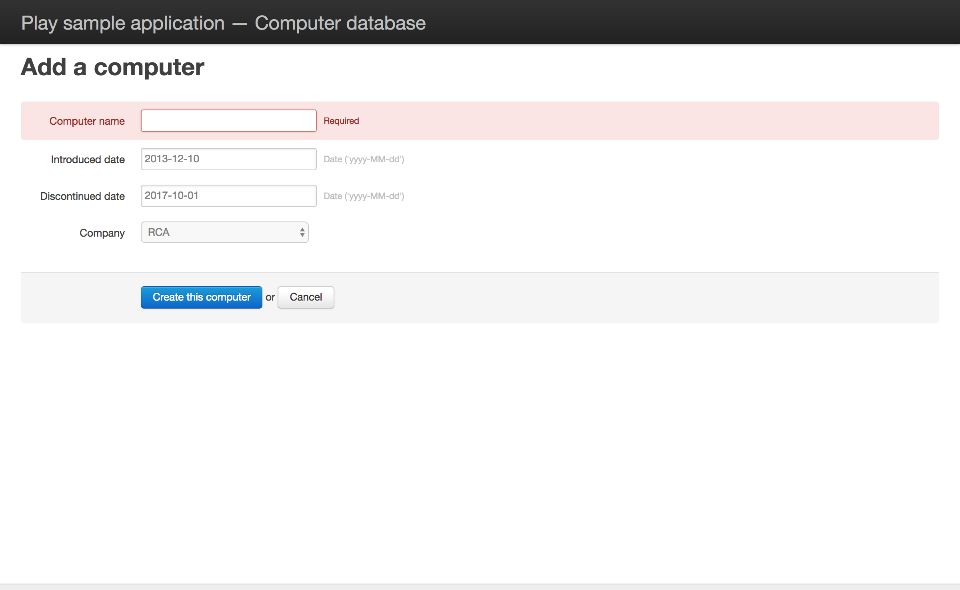 Play sample application — Computer database
Add a computer
Computer name Required
Introduced date 2013-12-10 Date ('yyyy-MM-dd')
Discontinued date 2017-10-01 Date ('yyyy-MM-dd')
Company RCA
Create this computer or Cancel